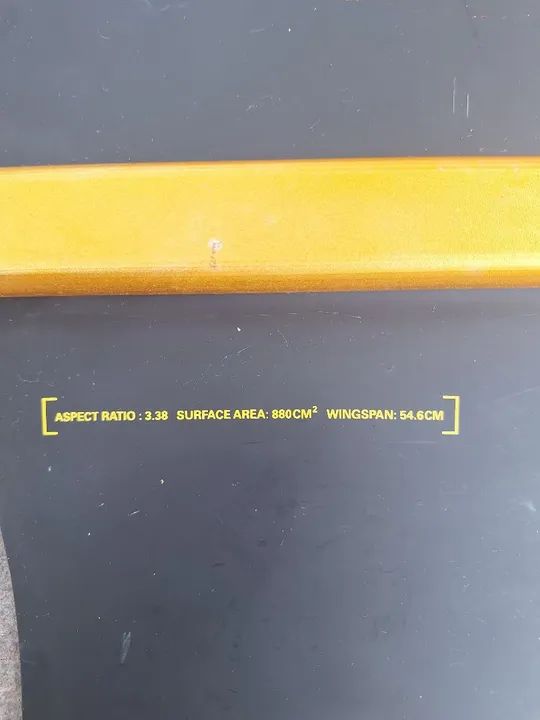 [ASPECT RATIO : 3.38 SURFACE AREA: 880CM² WINGSPAN: 54.6CM]